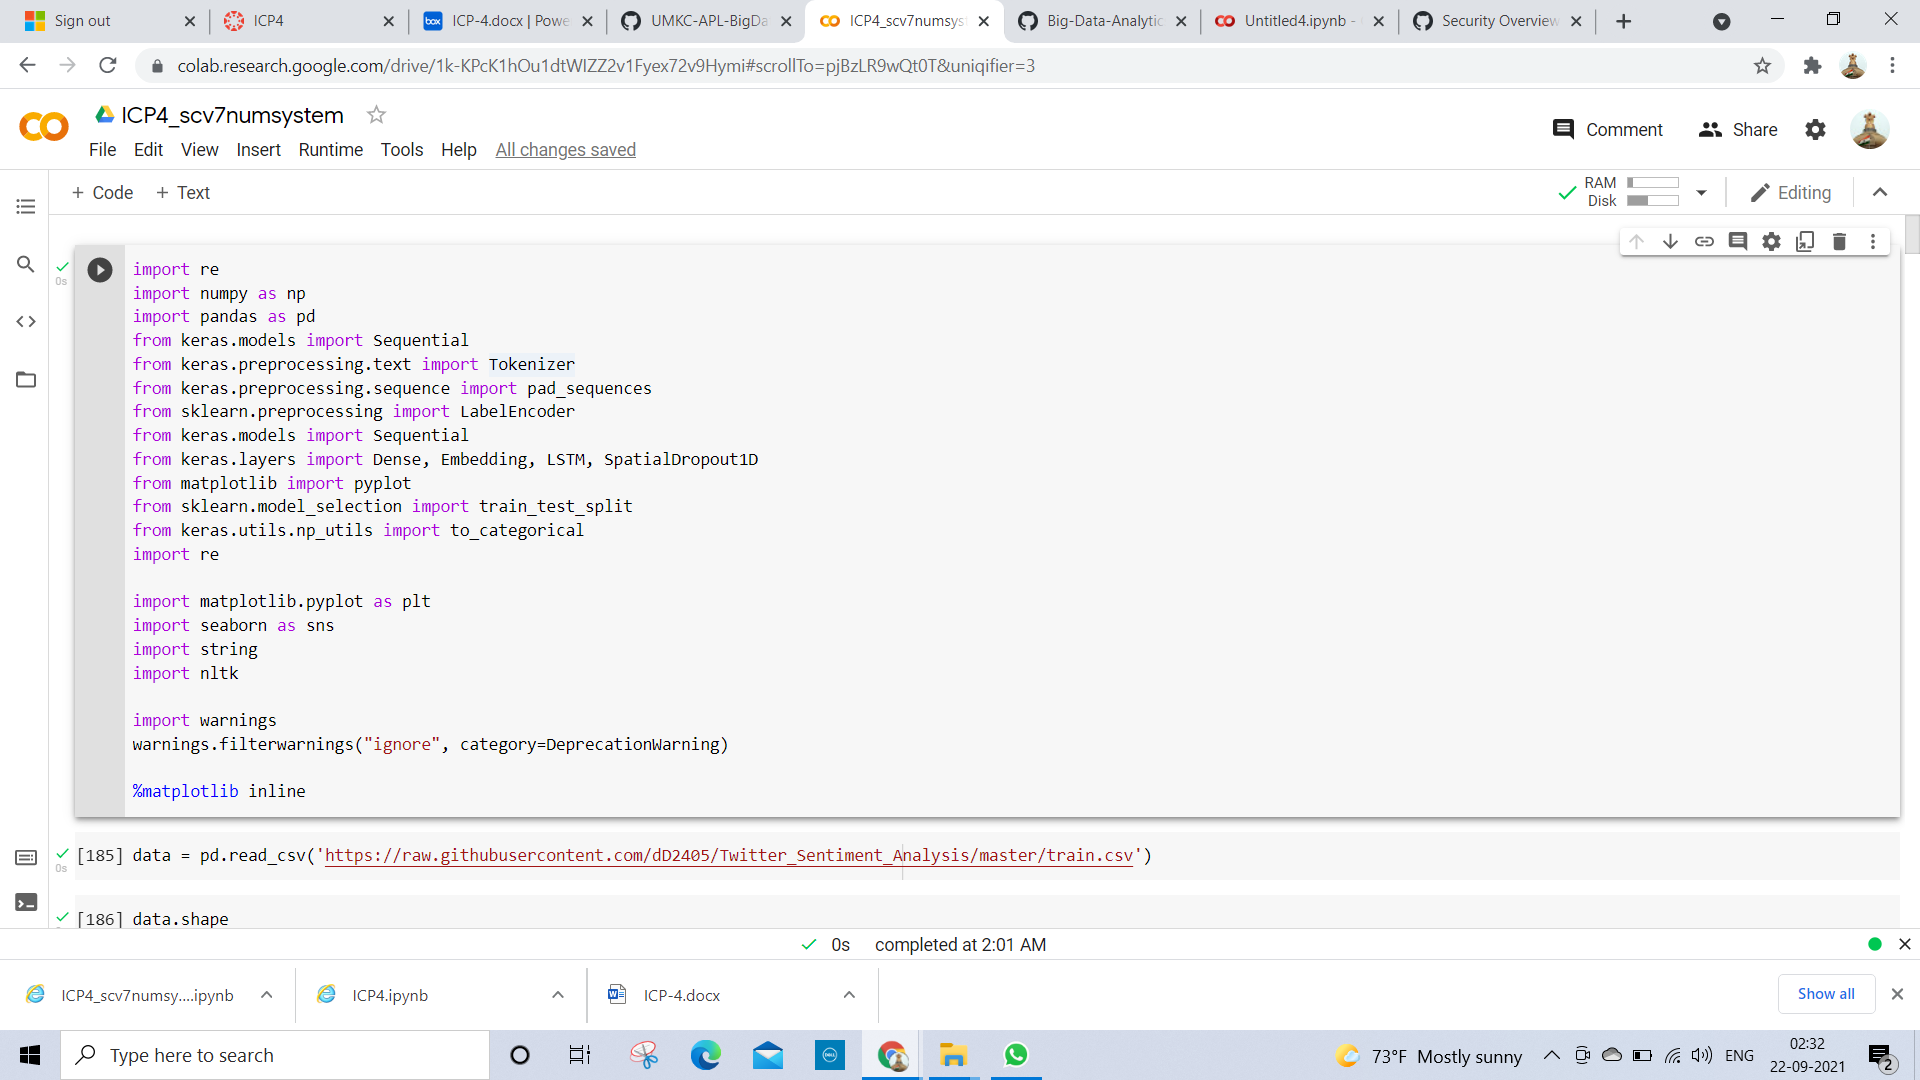 Sign out
ICP4
ICP-4.docx | Powe
UMKC-APL-BigDa
ICP4_scv7numsyst
Big-Data-Analytic
Untitled4.ipynb -
Security Overview
colab.research.google.com/drive/1k-KPcK1hOu1dtWIZZ2v1Fyex72v9Hymi#scrollTo=pjBzLR9wQt0T&uniqifier=3
ICP4_scv7numsystem
Comment
Share
File Edit View Insert Runtime Tools Help All changes saved
+ Code + Text
RAM
Disk
Editing
0s
import re
import numpy as np
import pandas as pd
from keras.models import Sequential
from keras.preprocessing.text import Tokenizer
from keras.preprocessing.sequence import pad_sequences
from sklearn.preprocessing import LabelEncoder
from keras.models import Sequential
from keras.layers import Dense, Embedding, LSTM, SpatialDropout1D
from matplotlib import pyplot
from sklearn.model_selection import train_test_split
from keras.utils.np_utils import to_categorical
import re
import matplotlib.pyplot as plt
import seaborn as sns
import string
import nltk
import warnings
warnings.filterwarnings("ignore", category=DeprecationWarning)
%matplotlib inline
[185] data = pd.read_csv('https://raw.githubusercontent.com/dD2405/Twitter_Sentiment_Analysis/master/train.csv')
0s
[186] data.shape
0s completed at 2:01 AM
ICP4_scv7numsy....ipynb
ICP4.ipynb
ICP-4.docx
Show all
Type here to search
box
DELL
73°F Mostly sunny
ENG
02:32
22-09-2021
2